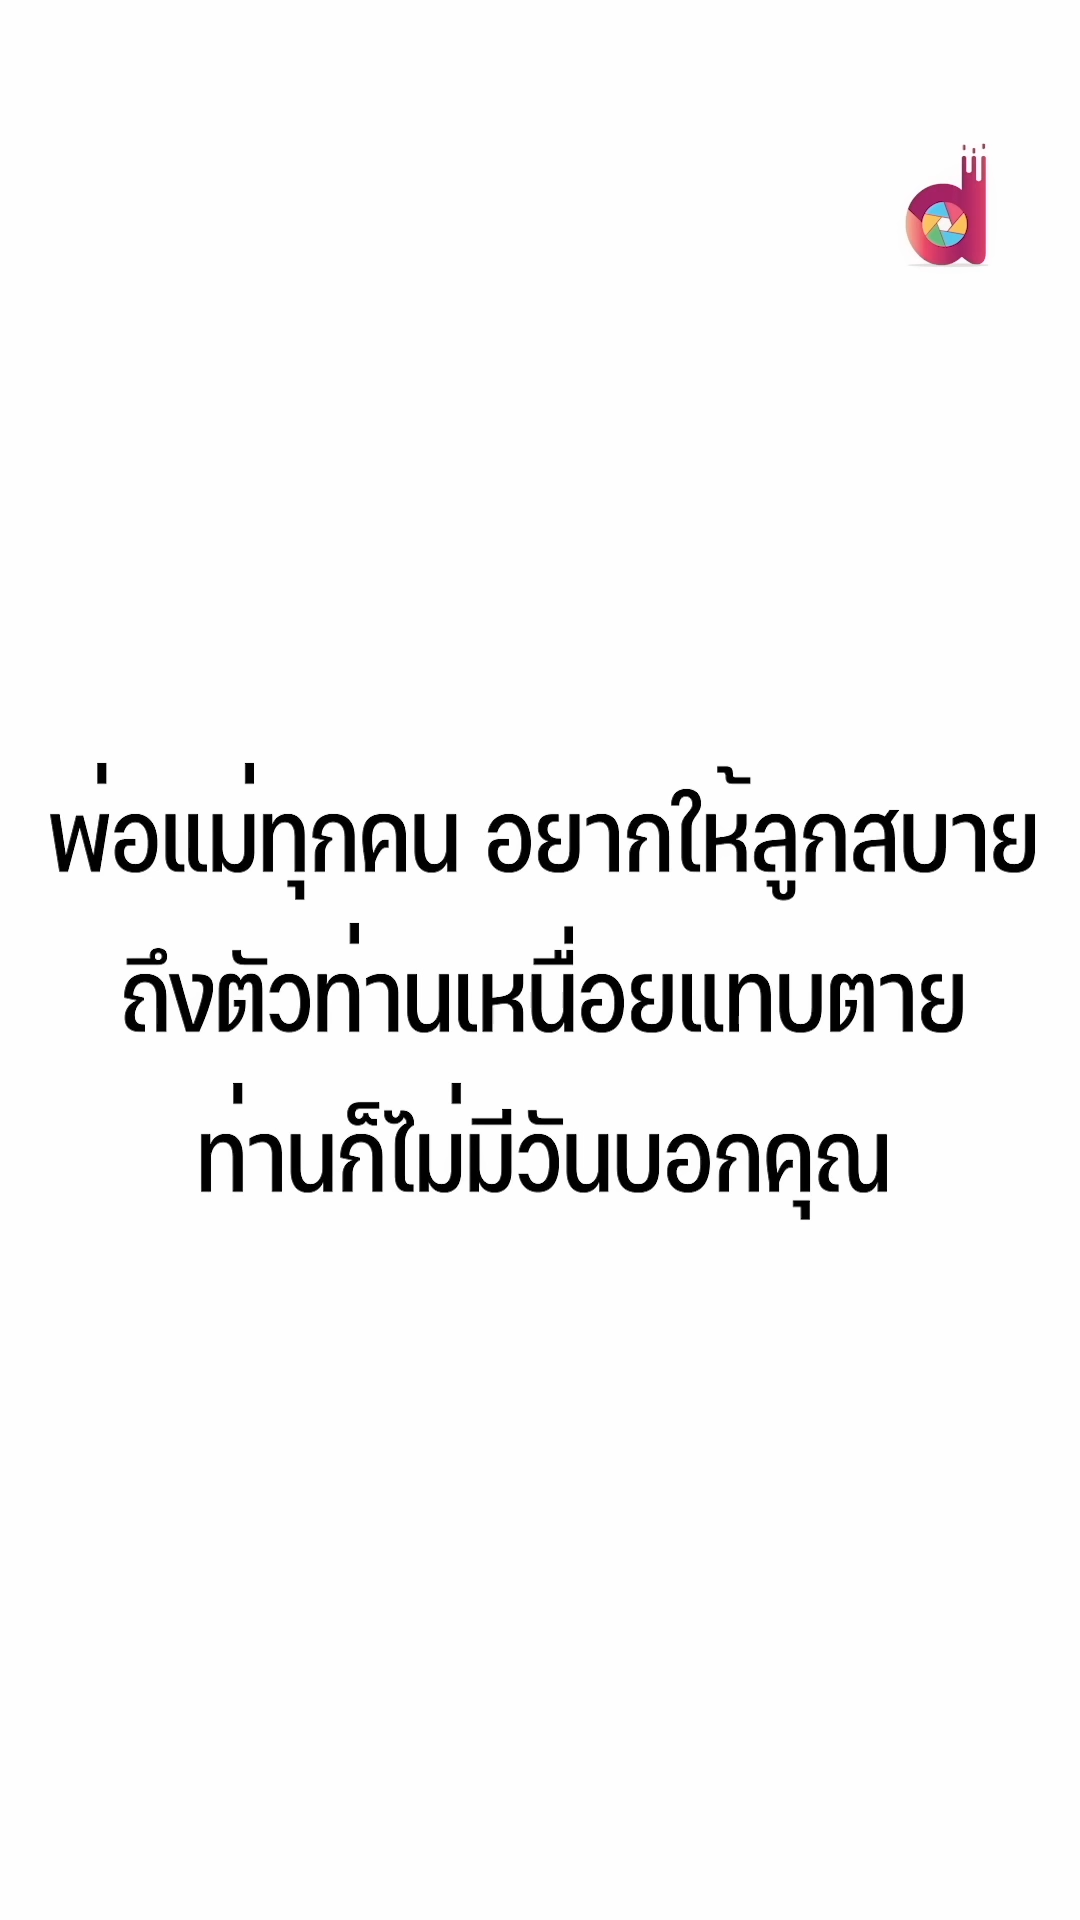 พ่อแม่ทุกคน อยากให้ลูกสบาย
ถึงตัวท่านเหนื่อยแทบตาย
ท่านก็ไม่มีวันบอกคุณ